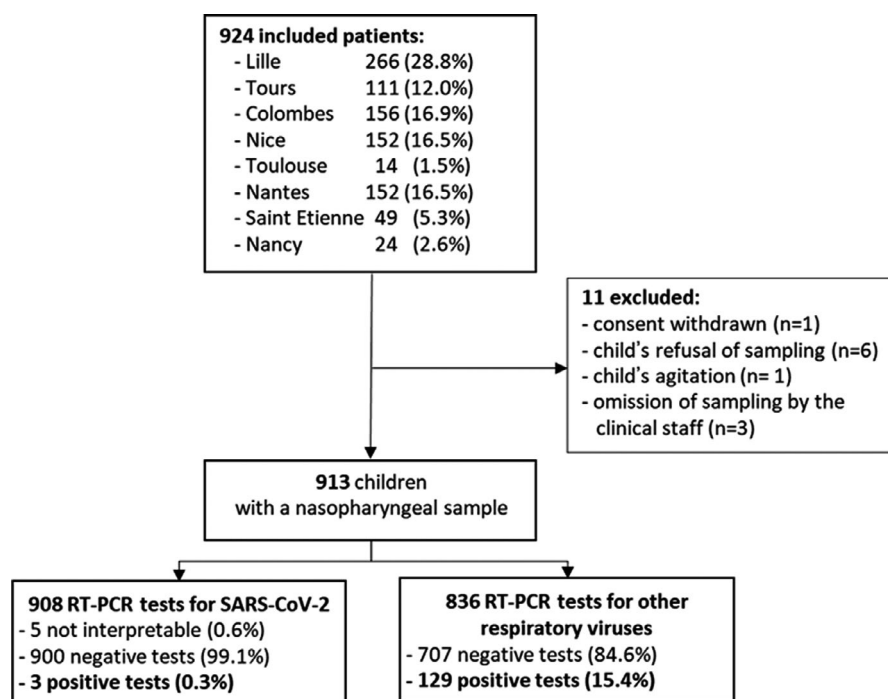 924 included patients:
- Lille 266 (28.8%)
- Tours 111 (12.0%)
- Colombes 156 (16.9%)
- Nice 152 (16.5%)
- Toulouse 14 (1.5%)
- Nantes 152 (16.5%)
- Saint Etienne 49 (5.3%)
- Nancy 24 (2.6%)
11 excluded:
- consent withdrawn (n=1)
- child's refusal of sampling (n=6)
- child's agitation (n= 1)
- omission of sampling by the
clinical staff (n=3)
913 children
with a nasopharyngeal sample
908 RT-PCR tests for SARS-CoV-2
- 5 not interpretable (0.6%)
- 900 negative tests (99.1%)
- 3 positive tests (0.3%)
836 RT-PCR tests for other
respiratory viruses
- 707 negative tests (84.6%)
- 129 positive tests (15.4%)